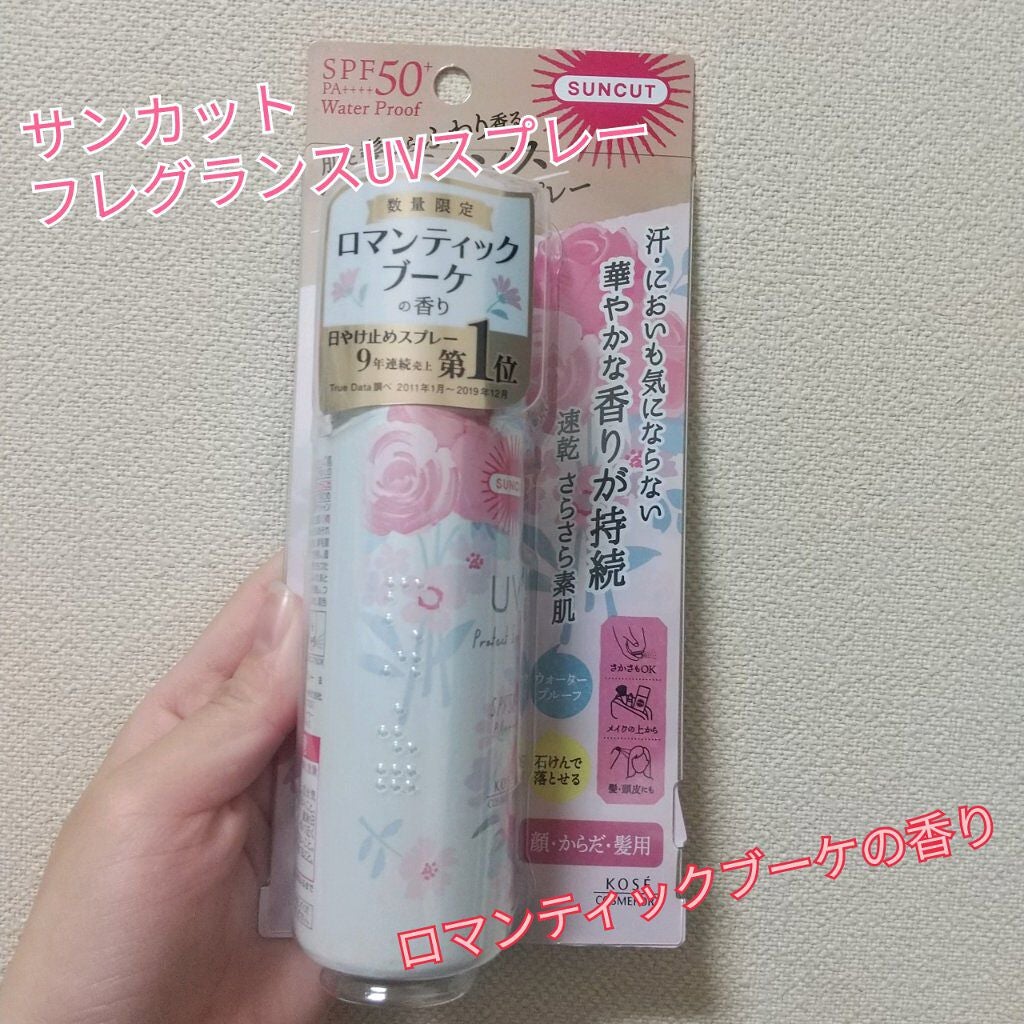 SPF50+
PA++++
Water Proof
SUNCUT
サンカット
フレグランスUVスプレー
数量限定
ロマンティック
ブーケ
の香り
日やけ止めスプレー
9年連続売上 第1位
True Data調べ 2011年1月〜2019年12月
汗・においも気にならない
華やかな香りが持続
速乾 さらさら素肌
SUNC
UV
Protect
ウォーター
プルーフ
石けんで
落とせる
さかさもOK
メイクの上から
髪・頭皮にも
顔・からだ・髪用
KOSÉ
COSMEPORT
ロマンティックブーケの香り